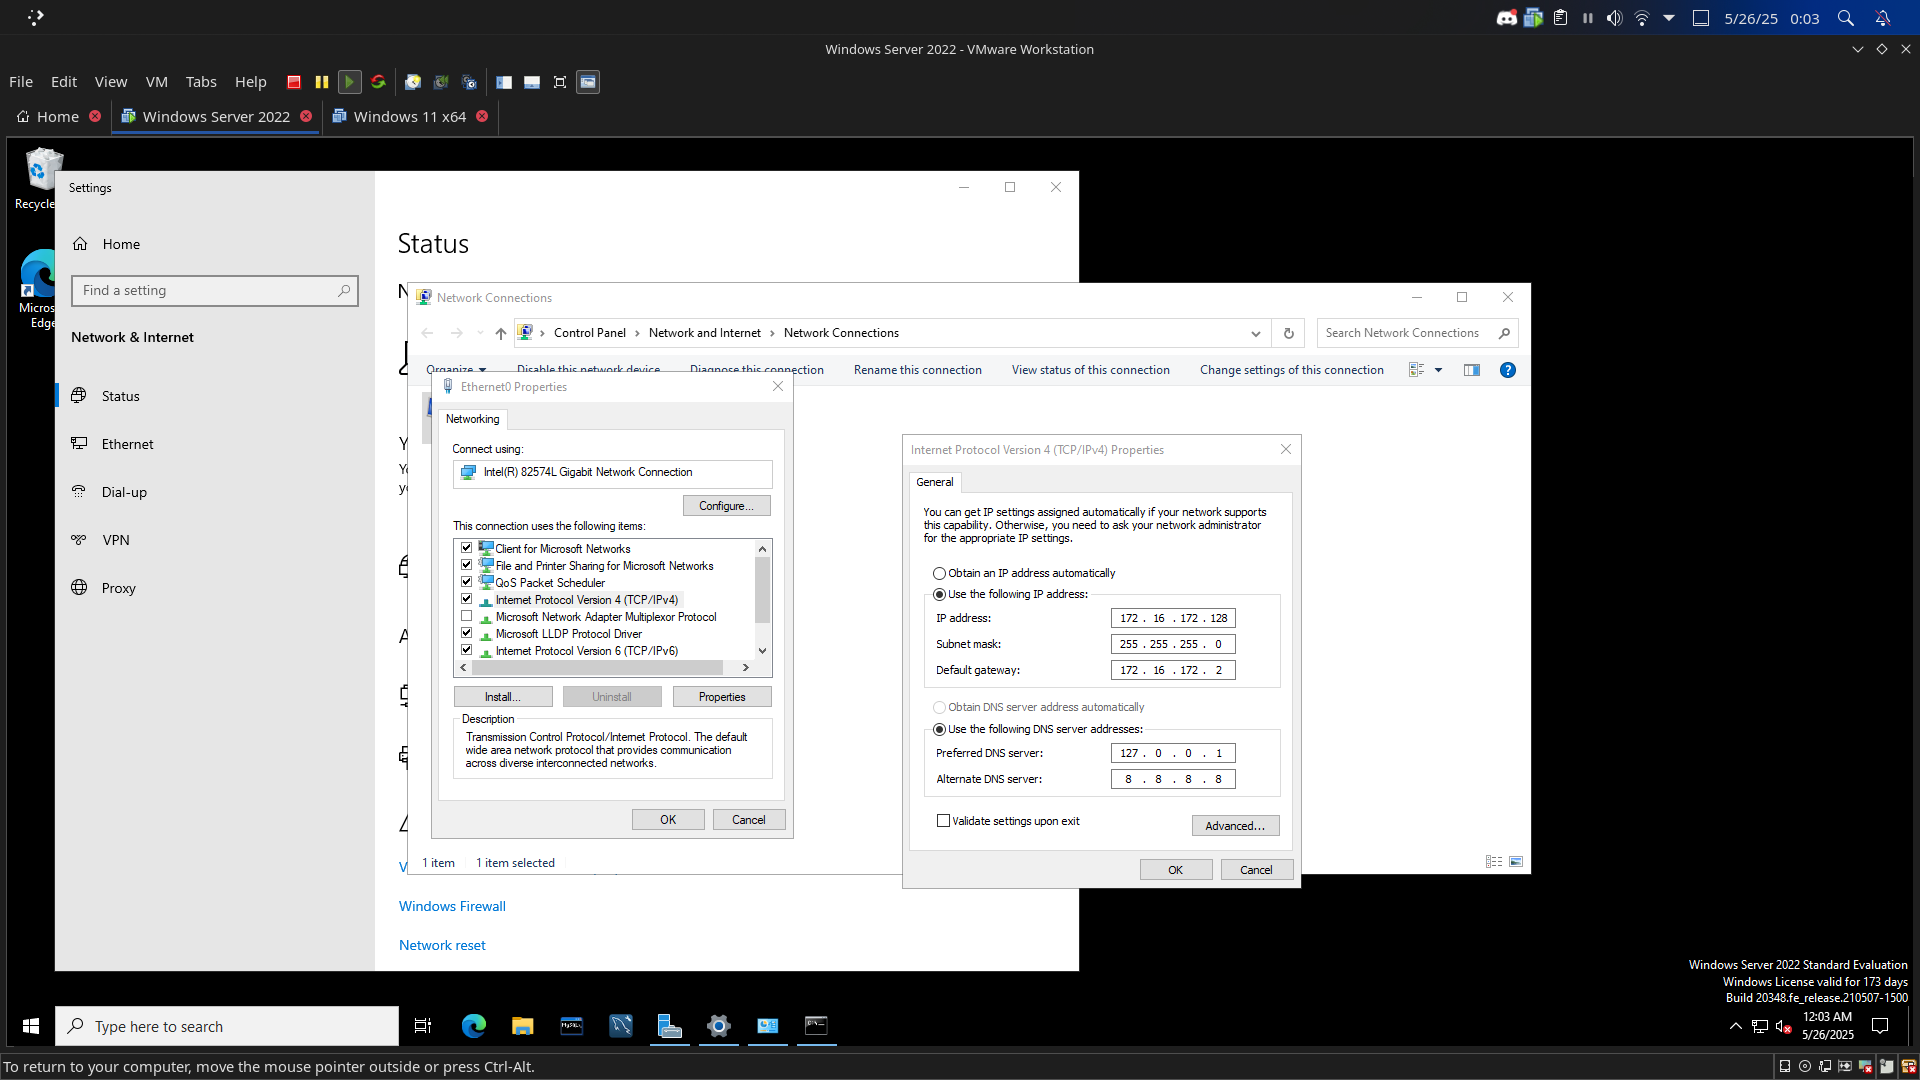 5/26/25 0:03
Windows Server 2022 - VMware Workstation
File Edit View VM Tabs Help
Home Windows Server 2022 Windows 11 x64
Recycle
Micros
Edge
Settings
Home
Find a setting
Network & Internet
Status
Ethernet
Dial-up
VPN
Proxy
Status
Windows Firewall
Network reset
Network Connections
Control Panel › Network and Internet › Network Connections
Search Network Connections
Organize Disable this network device Diagnose this connection Rename this connection View status of this connection Change settings of this connection
1 item 1 item selected
Ethernet0 Properties
Networking
Connect using:
Intel(R) 82574L Gigabit Network Connection
Configure...
This connection uses the following items:
Client for Microsoft Networks
File and Printer Sharing for Microsoft Networks
QoS Packet Scheduler
Internet Protocol Version 4 (TCP/IPv4)
Microsoft Network Adapter Multiplexor Protocol
Microsoft LLDP Protocol Driver
Internet Protocol Version 6 (TCP/IPv6)
Install... Uninstall Properties
Description
Transmission Control Protocol/Internet Protocol. The default
wide area network protocol that provides communication
across diverse interconnected networks.
OK Cancel
Internet Protocol Version 4 (TCP/IPv4) Properties
General
You can get IP settings assigned automatically if your network supports
this capability. Otherwise, you need to ask your network administrator
for the appropriate IP settings.
Obtain an IP address automatically
Use the following IP address:
IP address: 172 . 16 . 172 . 128
Subnet mask: 255 . 255 . 255 . 0
Default gateway: 172 . 16 . 172 . 2
Obtain DNS server address automatically
Use the following DNS server addresses:
Preferred DNS server: 127 . 0 . 0 . 1
Alternate DNS server: 8 . 8 . 8 . 8
Validate settings upon exit
Advanced...
OK Cancel
Windows Server 2022 Standard Evaluation
Windows License valid for 173 days
Build 20348.fe_release.210507-1500
Type here to search
12:03 AM
5/26/2025
To return to your computer, move the mouse pointer outside or press Ctrl-Alt.